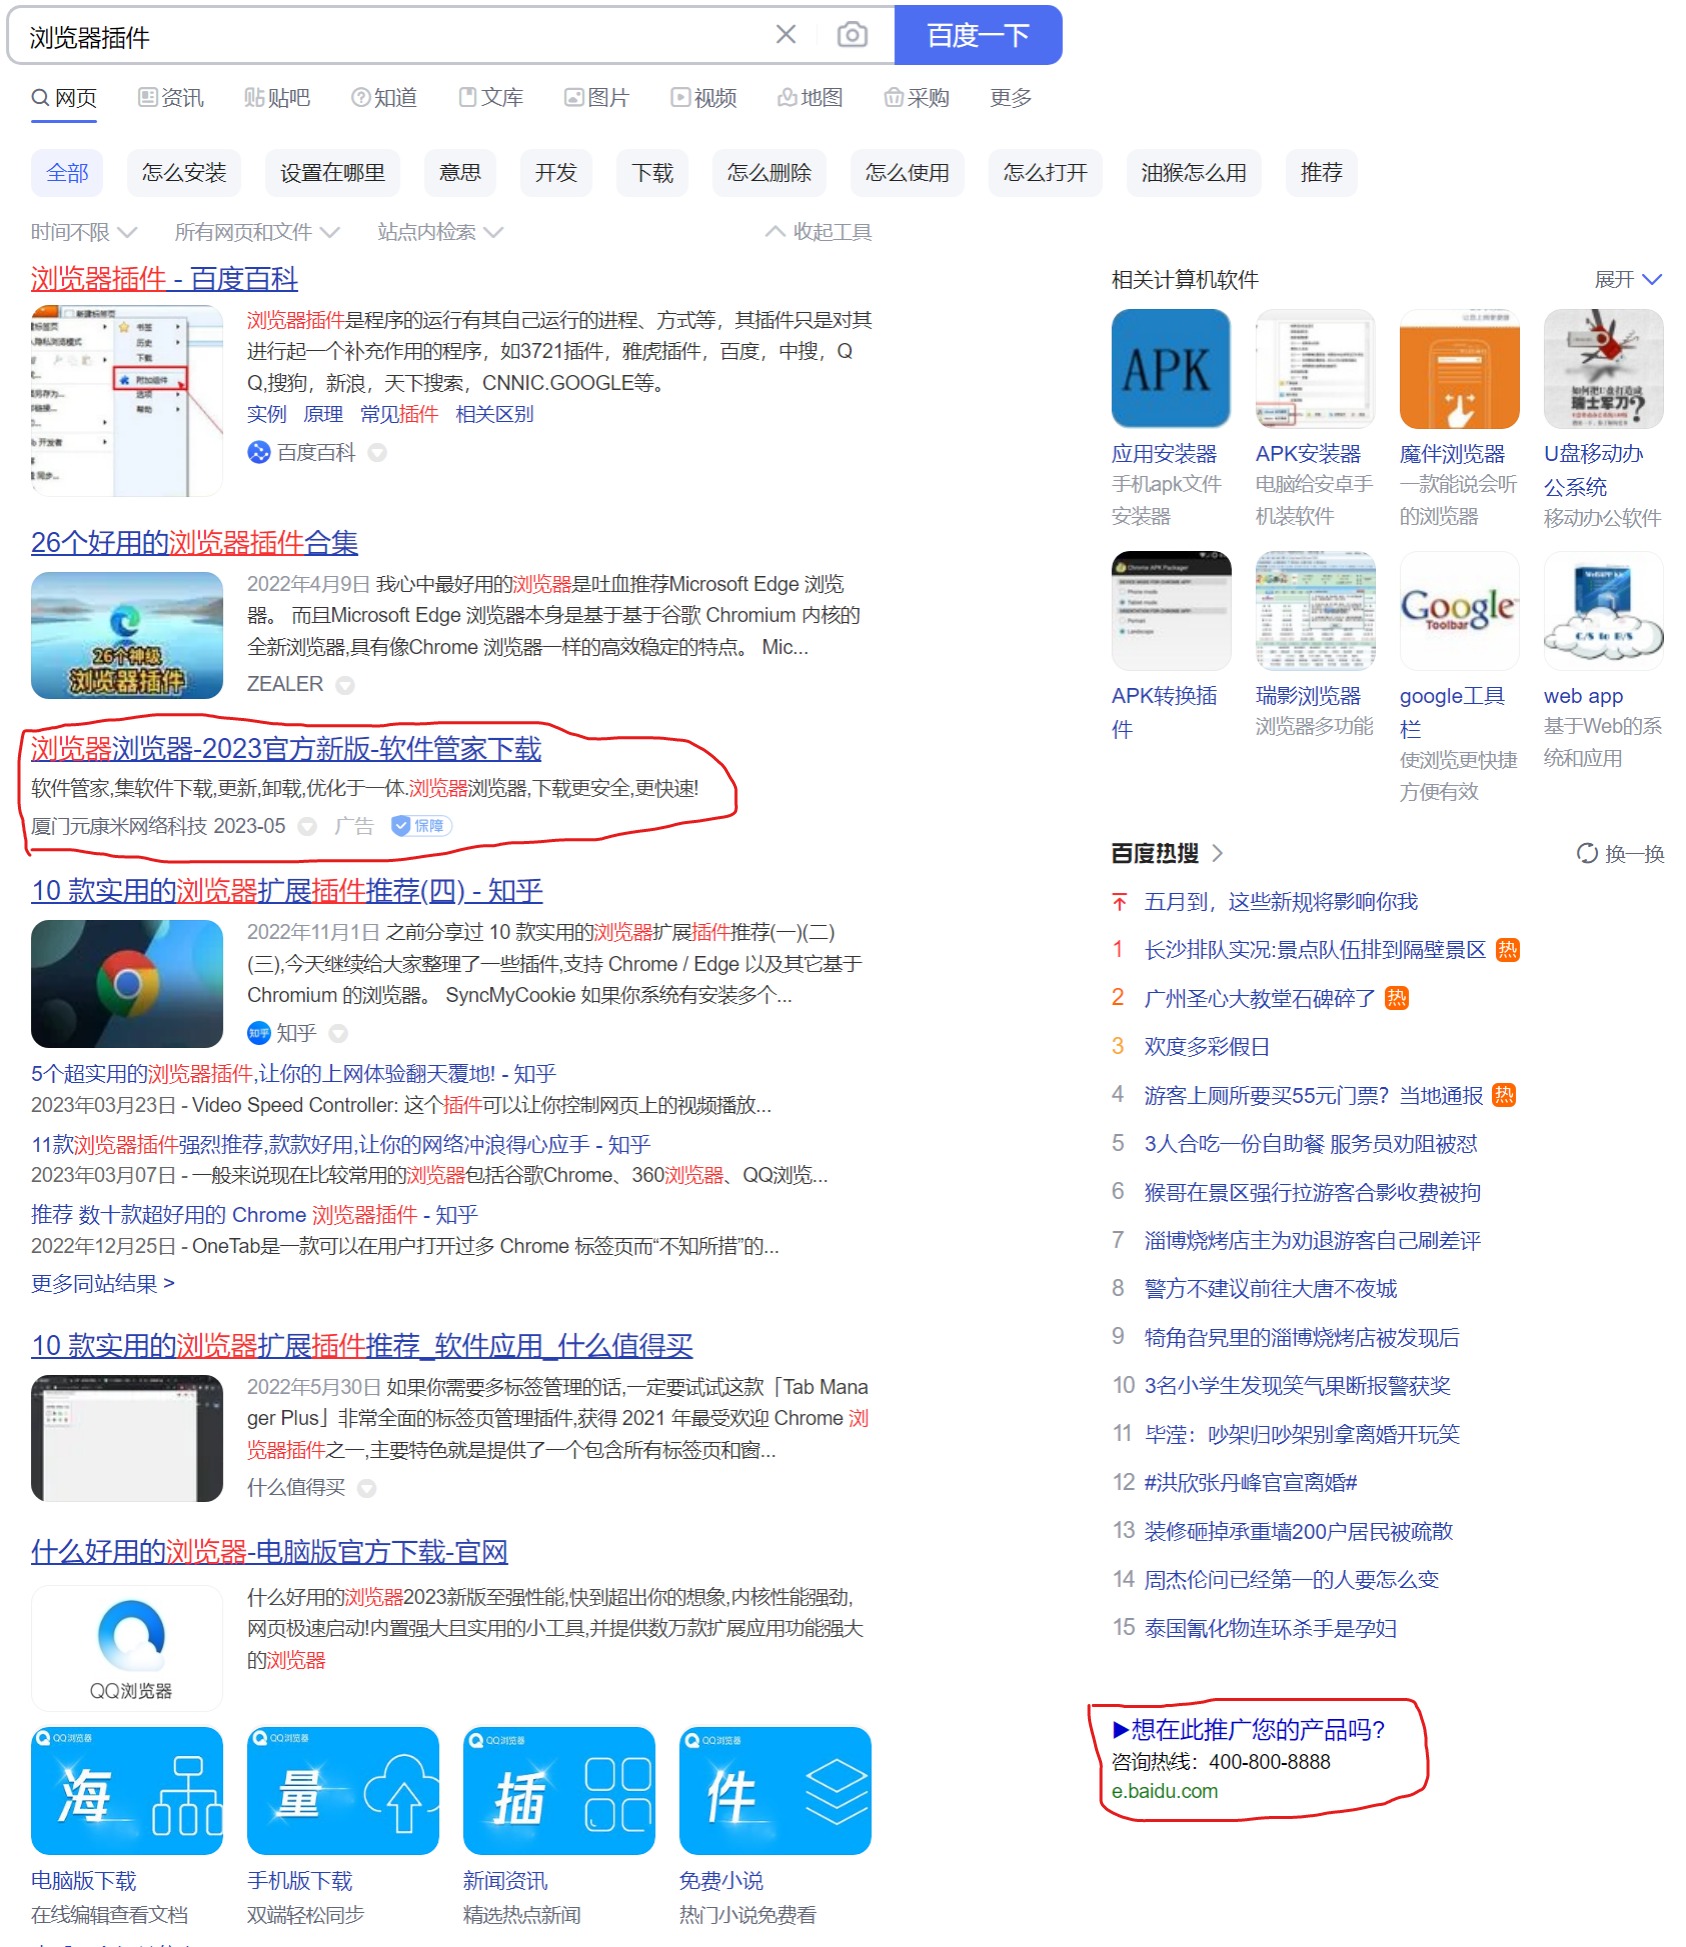 浏览器插件
百度一下
网页 资讯 贴吧 知道 文库 图片 视频 地图 采购 更多
全部 怎么安装 设置在哪里 意思 开发 下载 怎么删除 怎么使用 怎么打开 油猴怎么用 推荐
时间不限 所有网页和文件 站点内检索 收起工具
浏览器插件 - 百度百科
书签
历史
下载
附加组件
选项
帮助
浏览器插件是程序的运行有其自己运行的进程、方式等，其插件只是对其
进行起一个补充作用的程序，如3721插件，雅虎插件，百度，中搜，Q
Q,搜狗，新浪，天下搜索，CNNIC.GOOGLE等。
实例 原理 常见插件 相关区别
百度百科
26个好用的浏览器插件合集
26个神级
浏览器插件
2022年4月9日 我心中最好用的浏览器是吐血推荐Microsoft Edge 浏览
器。 而且Microsoft Edge 浏览器本身是基于基于谷歌 Chromium 内核的
全新浏览器,具有像Chrome 浏览器一样的高效稳定的特点。 Mic...
ZEALER
浏览器浏览器-2023官方新版-软件管家下载
软件管家,集软件下载,更新,卸载,优化于一体.浏览器浏览器,下载更安全,更快速!
厦门元康米网络科技 2023-05 广告 保障
10 款实用的浏览器扩展插件推荐(四) - 知乎
2022年11月1日 之前分享过 10 款实用的浏览器扩展插件推荐(一)(二)
(三),今天继续给大家整理了一些插件,支持 Chrome / Edge 以及其它基于
Chromium 的浏览器。 SyncMyCookie 如果你系统有安装多个...
知乎 知乎
5个超实用的浏览器插件,让你的上网体验翻天覆地! - 知乎
2023年03月23日 - Video Speed Controller: 这个插件可以让你控制网页上的视频播放...
11款浏览器插件强烈推荐,款款好用,让你的网络冲浪得心应手 - 知乎
2023年03月07日 - 一般来说现在比较常用的浏览器包括谷歌Chrome、360浏览器、QQ浏览...
推荐 数十款超好用的 Chrome 浏览器插件 - 知乎
2022年12月25日 - OneTab是一款可以在用户打开过多 Chrome 标签页而“不知所措”的...
更多同站结果 >
10 款实用的浏览器扩展插件推荐_软件应用_什么值得买
2022年5月30日 如果你需要多标签管理的话,一定要试试这款「Tab Mana
ger Plus」非常全面的标签页管理插件,获得 2021 年最受欢迎 Chrome 浏
览器插件之一,主要特色就是提供了一个包含所有标签页和窗...
什么值得买
什么好用的浏览器-电脑版官方下载-官网
QQ浏览器
什么好用的浏览器2023新版至强性能,快到超出你的想象,内核性能强劲,
网页极速启动!内置强大且实用的小工具,并提供数万款扩展应用功能强大
的浏览器
QQ浏览器 QQ浏览器 QQ浏览器 QQ浏览器
海 量 插 件
电脑版下载 手机版下载 新闻资讯 免费小说
在线编辑查看文档 双端轻松同步 精选热点新闻 热门小说免费看
相关计算机软件 展开
APK
如何把U盘打造成
瑞士军刀?
应用安装器 APK安装器 魔伴浏览器 U盘移动办
公系统
手机apk文件
安装器
电脑给安卓手
机装软件
一款能说会听
的浏览器
移动办公软件
Chrome APK Packager
Google
Toolbar
C/S to B/S
APK转换插
件
瑞影浏览器
浏览器多功能
google工具
栏
使浏览更快捷
方便有效
web app
基于Web的系
统和应用
百度热搜 换一换
五月到，这些新规将影响你我
1 长沙排队实况:景点队伍排到隔壁景区 热
2 广州圣心大教堂石碑碎了 热
3 欢度多彩假日
4 游客上厕所要买55元门票？当地通报 热
5 3人合吃一份自助餐 服务员劝阻被怼
6 猴哥在景区强行拉游客合影收费被拘
7 淄博烧烤店主为劝退游客自己刷差评
8 警方不建议前往大唐不夜城
9 犄角旮旯里的淄博烧烤店被发现后
10 3名小学生发现笑气果断报警获奖
11 毕滢：吵架归吵架别拿离婚开玩笑
12 #洪欣张丹峰官宣离婚#
13 装修砸掉承重墙200户居民被疏散
14 周杰伦问已经第一的人要怎么变
15 泰国氰化物连环杀手是孕妇
▶想在此推广您的产品吗?
咨询热线：400-800-8888
e.baidu.com